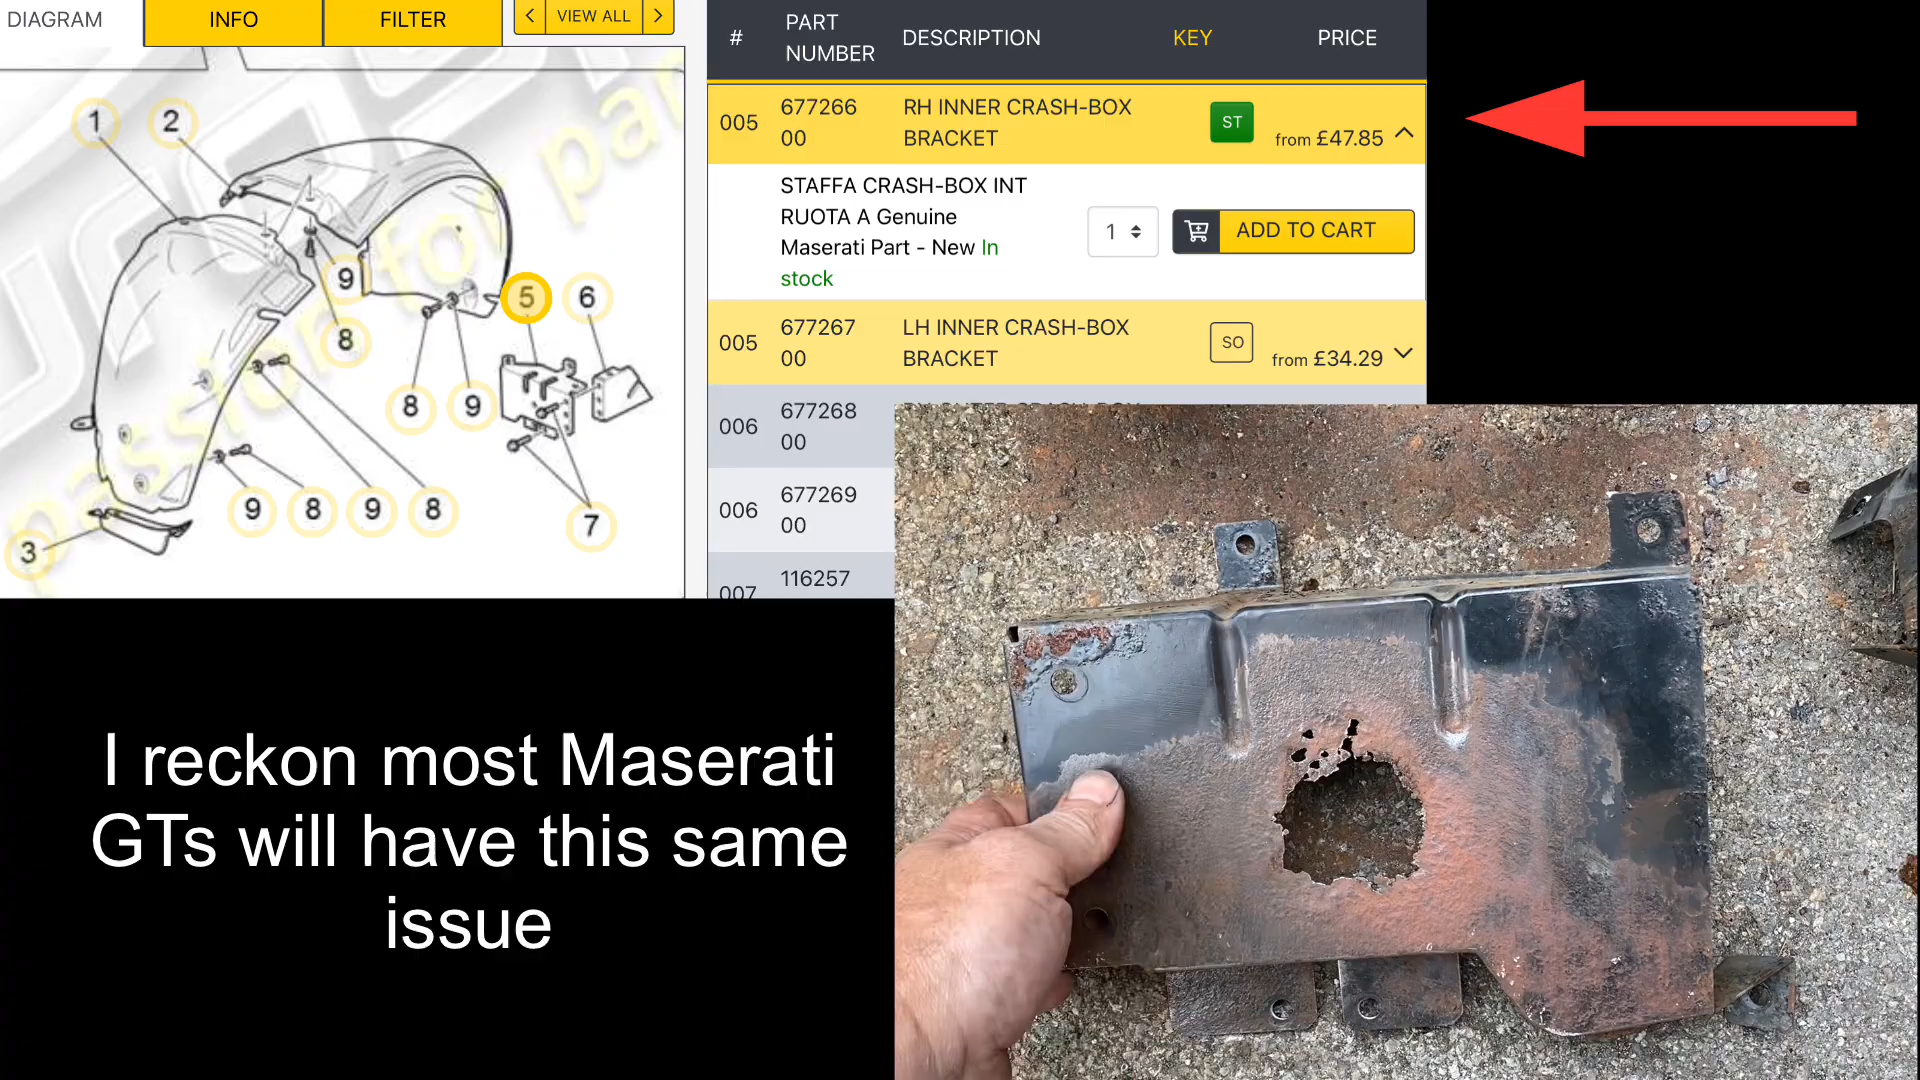 DIAGRAM
INFO
FILTER
VIEW ALL
1
2
9
5
6
8
8
9
9
8
9
8
7
3
passion for par
#
PART
NUMBER
DESCRIPTION
KEY
PRICE
005
677266
00
RH INNER CRASH-BOX
BRACKET
ST
from £47.85
STAFFA CRASH-BOX INT
RUOTA A Genuine
Maserati Part - New In
stock
1
ADD TO CART
005
677267
00
LH INNER CRASH-BOX
BRACKET
SO
from £34.29
006
677268
00
006
677269
00
007
116257
I reckon most Maserati
GTs will have this same
issue